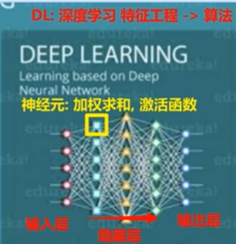 DL: 深度学习 特征工程 -> 算法
DEEP LEARNING
Learning based on Deep
Neural Network
神经元: 加权求和, 激活函数
输入层
隐藏层
输出层